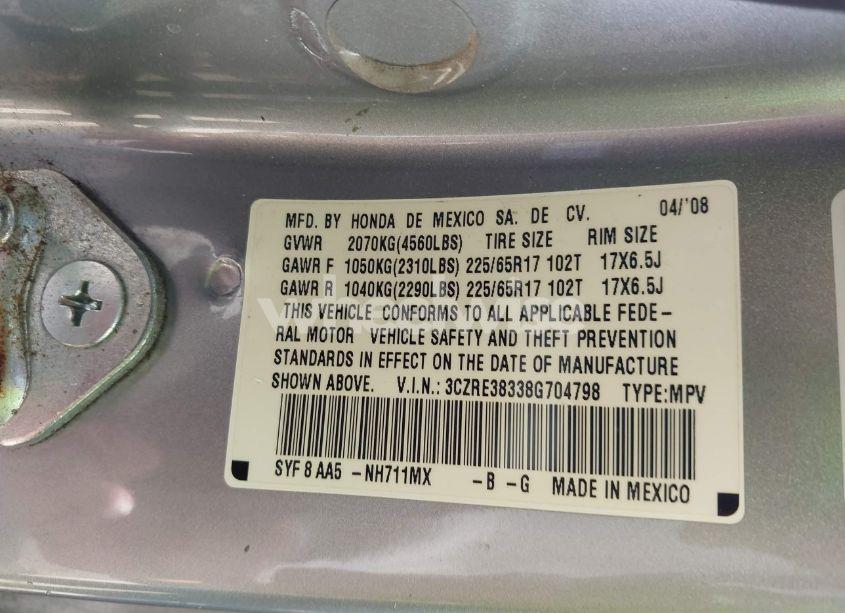 MFD. BY HONDA DE MEXICO SA. DE CV. 04/'08
GVWR 2070KG(4560LBS) TIRE SIZE RIM SIZE
GAWR F 1050KG(2310LBS) 225/65R17 102T 17X6.5J
GAWR R 1040KG(2290LBS) 225/65R17 102T 17X6.5J
THIS VEHICLE CONFORMS TO ALL APPLICABLE FEDE-
RAL MOTOR VEHICLE SAFETY AND THEFT PREVENTION
STANDARDS IN EFFECT ON THE DATE OF MANUFACTURE
SHOWN ABOVE. V.I.N.: 3CZRE38338G704798 TYPE:MPV
SYF 8 AA5 -NH711MX -B -G MADE IN MEXICO